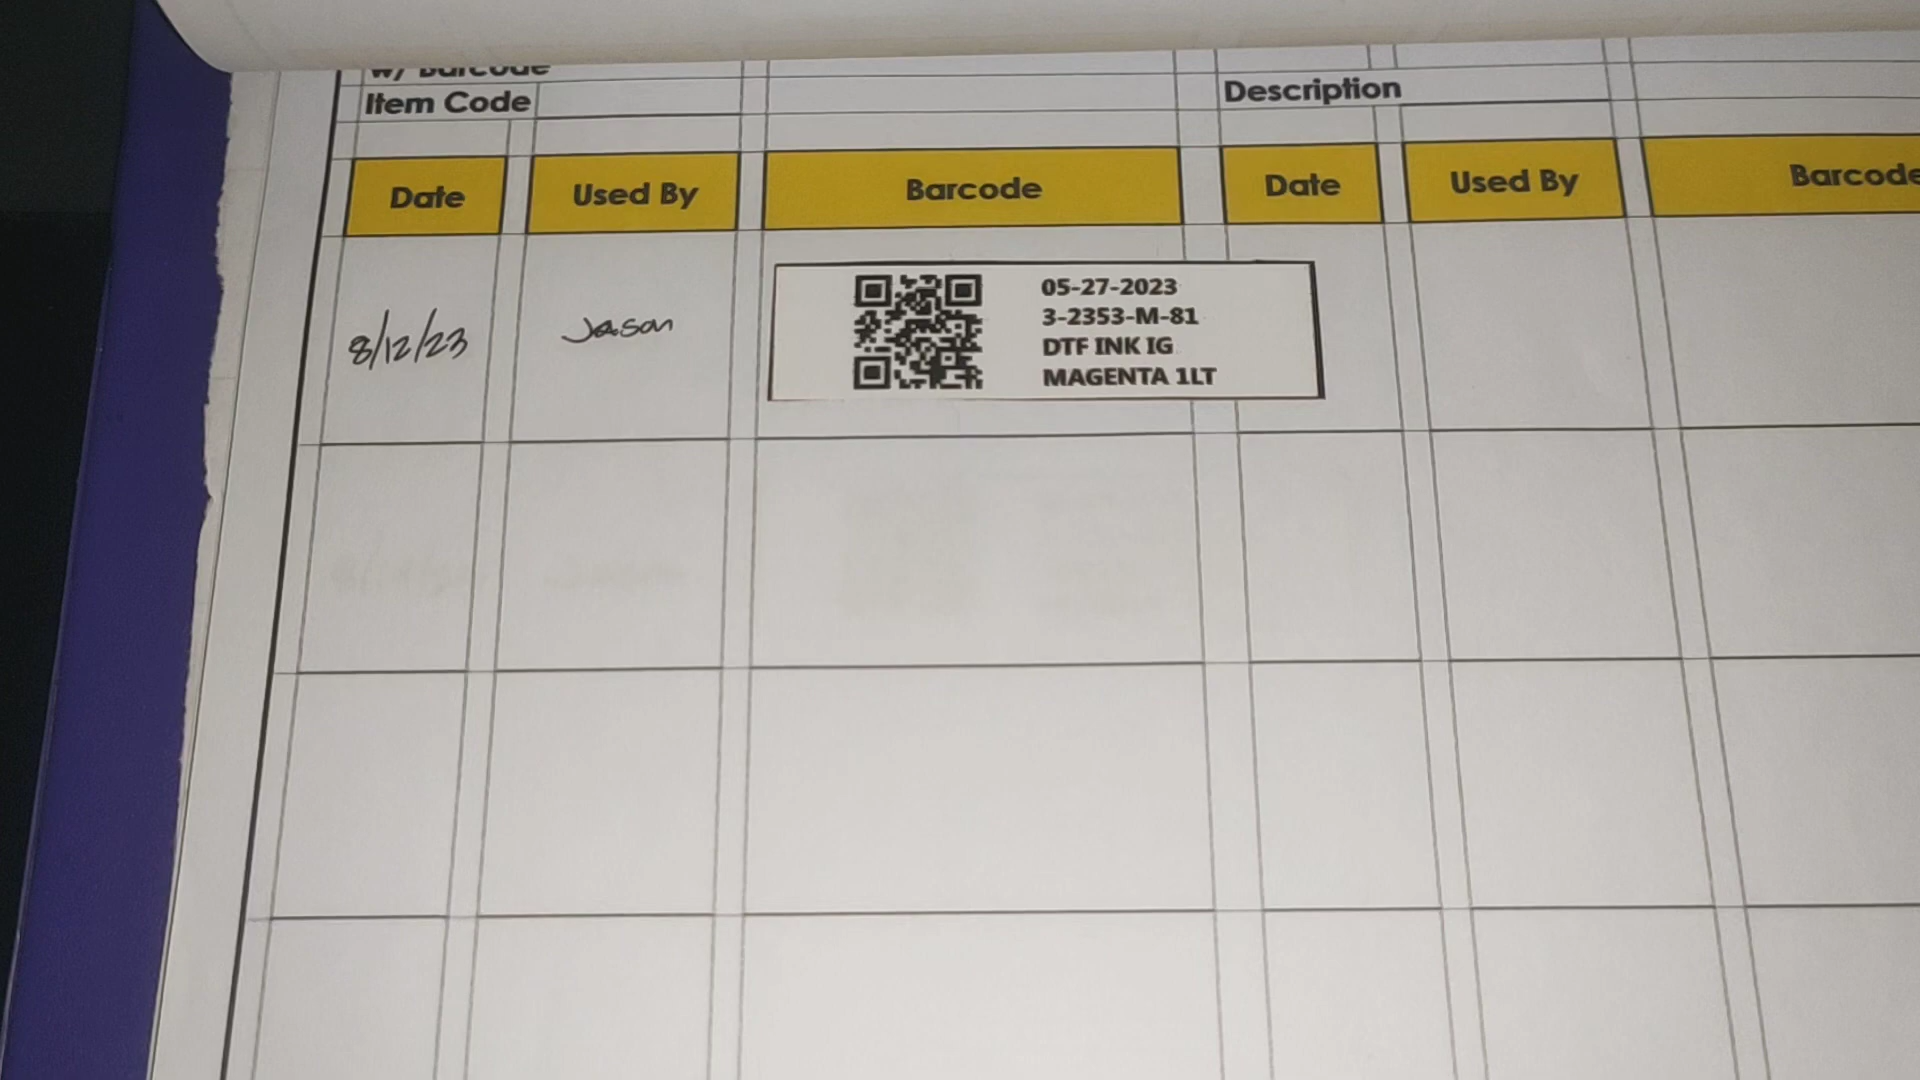 w/ Barcode
Item Code
Description
Date
Used By
Barcode
Date
Used By
Barcode
8/12/23
Jason
05-27-2023
3-2353-M-81
DTF INK IG
MAGENTA 1LT